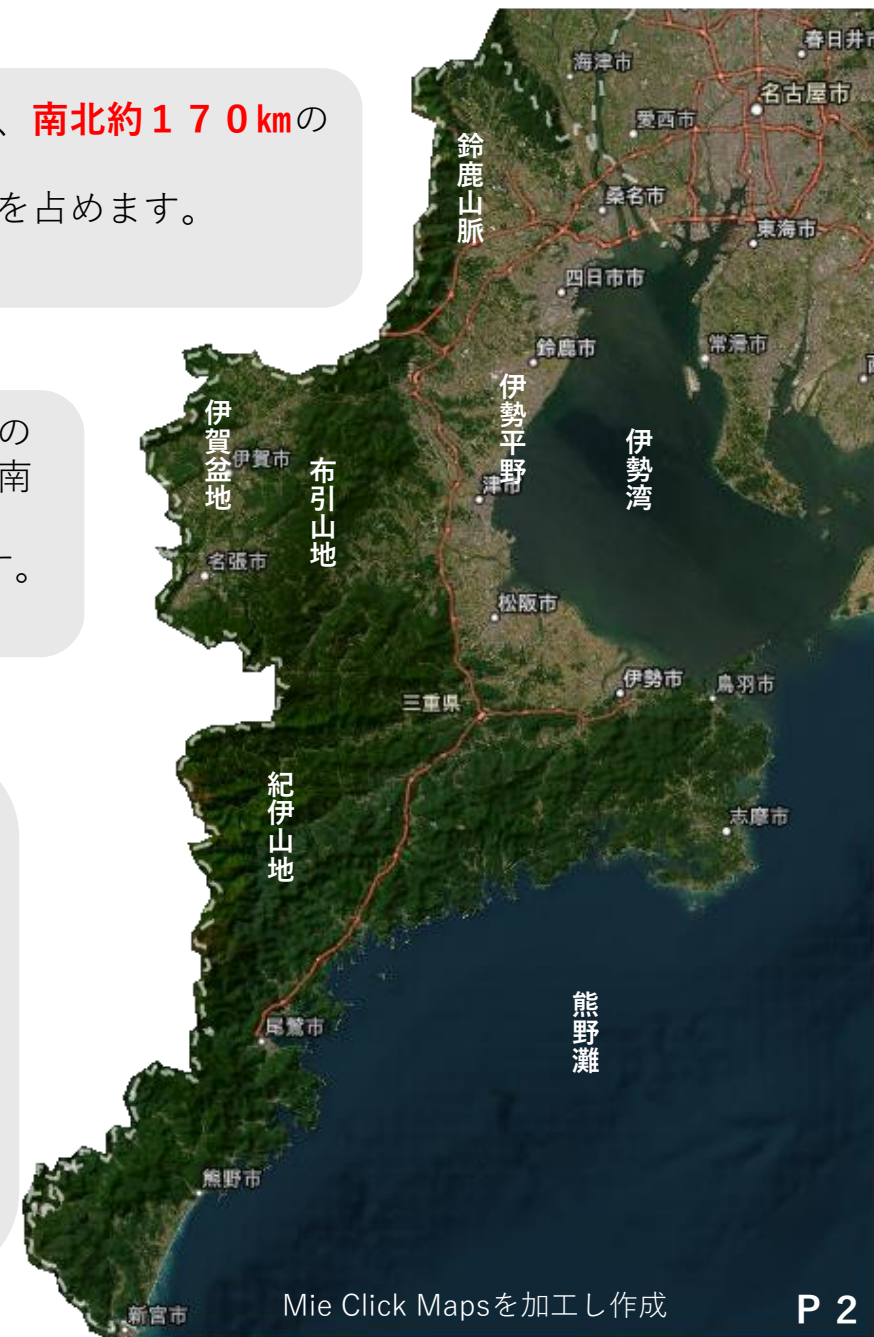 、南北約１７０㎞の
を占めます。
の
南
す。
春日井市
海津市
名古屋市
愛西市
鈴鹿山脈
桑名市
東海市
四日市市
鈴鹿市
常滑市
伊勢平野
伊賀盆地
伊賀市
布引山地
伊勢湾
津市
名張市
松阪市
伊勢市
鳥羽市
三重県
紀伊山地
志摩市
熊野灘
尾鷲市
熊野市
新宮市
Mie Click Mapsを加工し作成
Ｐ２